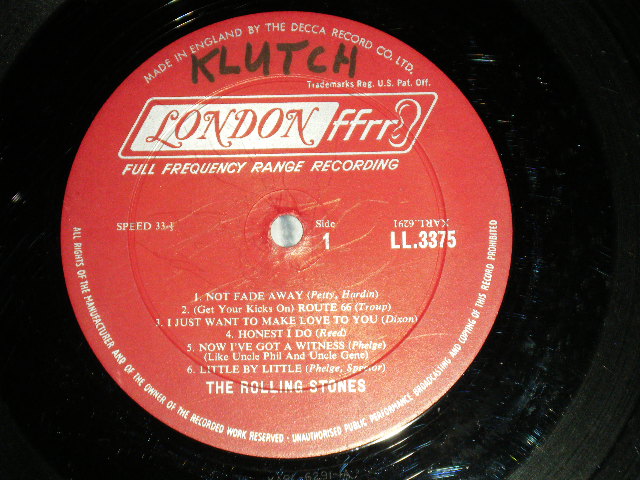 MADE IN ENGLAND BY THE DECCA RECORD CO. LTD.
KLUTCH
Trademarks Reg. U.S. Pat. Off.
LONDON ffrr
FULL FREQUENCY RANGE RECORDING
SPEED 33⅓
Side
1
XARL.6291
LL.3375
1. NOT FADE AWAY (Petty, Hardin)
2. (Get Your Kicks On) ROUTE 66 (Troup)
3. I JUST WANT TO MAKE LOVE TO YOU (Dixon)
4. HONEST I DO (Reed)
5. NOW I'VE GOT A WITNESS (Phelge)
(Like Uncle Phil And Uncle Gene)
6. LITTLE BY LITTLE (Phelge, Spector)
THE ROLLING STONES
ALL RIGHTS OF THE MANUFACTURER AND OF THE OWNER OF THE RECORDED WORK RESERVED · UNAUTHORISED PUBLIC PERFORMANCE BROADCASTING AND COPYING OF THIS RECORD PROHIBITED